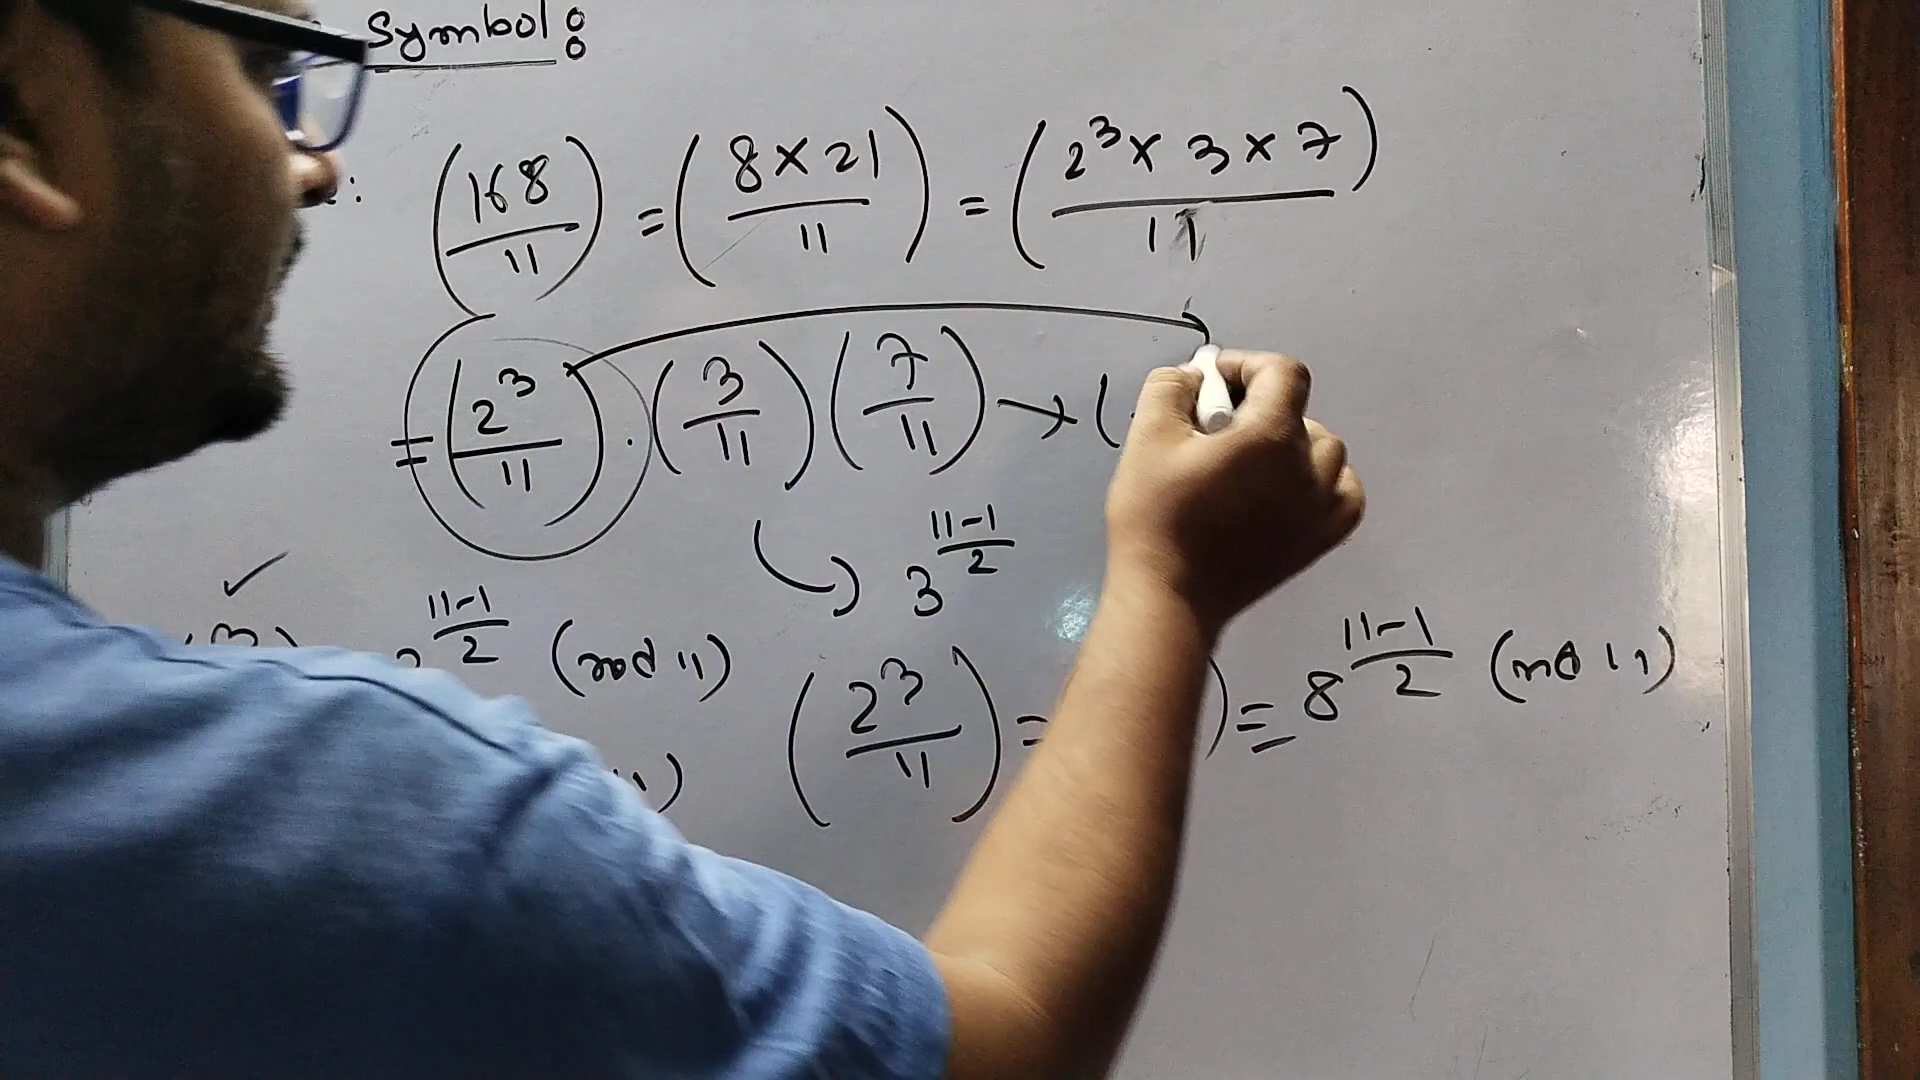 Symbol:
: (168/11) = (8 × 21/11) = (2³ × 3 × 7/11)
= (2³/11) · (3/11) (7/11) → (
3^(11-1/2)
^(11-1/2) (mod 11) (2³/11) = ) ≡ 8^(11-1/2) (mod 11)
11)